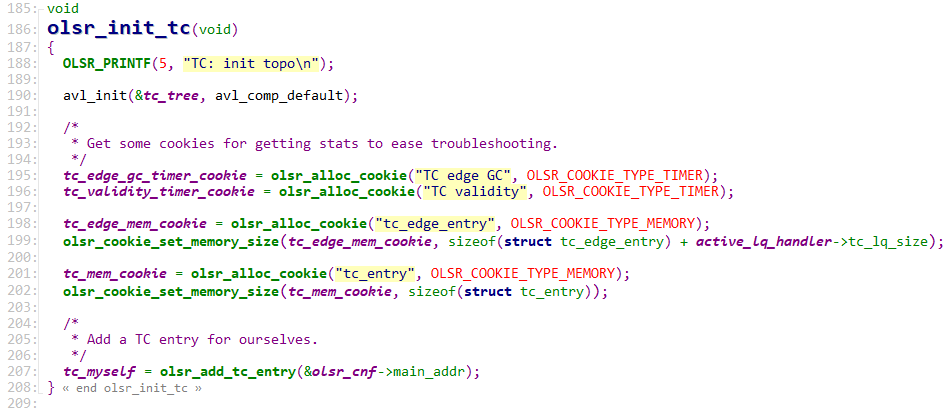 185: void
186: olsr_init_tc(void)
187: {
188:   OLSR_PRINTF(5, "TC: init topo\n");
189:
190:   avl_init(&tc_tree, avl_comp_default);
191:
192:   /*
193:    * Get some cookies for getting stats to ease troubleshooting.
194:    */
195:   tc_edge_gc_timer_cookie = olsr_alloc_cookie("TC edge GC", OLSR_COOKIE_TYPE_TIMER);
196:   tc_validity_timer_cookie = olsr_alloc_cookie("TC validity", OLSR_COOKIE_TYPE_TIMER);
197:
198:   tc_edge_mem_cookie = olsr_alloc_cookie("tc_edge_entry", OLSR_COOKIE_TYPE_MEMORY);
199:   olsr_cookie_set_memory_size(tc_edge_mem_cookie, sizeof(struct tc_edge_entry) + active_lq_handler->tc_lq_size);
200:
201:   tc_mem_cookie = olsr_alloc_cookie("tc_entry", OLSR_COOKIE_TYPE_MEMORY);
202:   olsr_cookie_set_memory_size(tc_mem_cookie, sizeof(struct tc_entry));
203:
204:   /*
205:    * Add a TC entry for ourselves.
206:    */
207:   tc_myself = olsr_add_tc_entry(&olsr_cnf->main_addr);
208: } « end olsr_init_tc »
209: